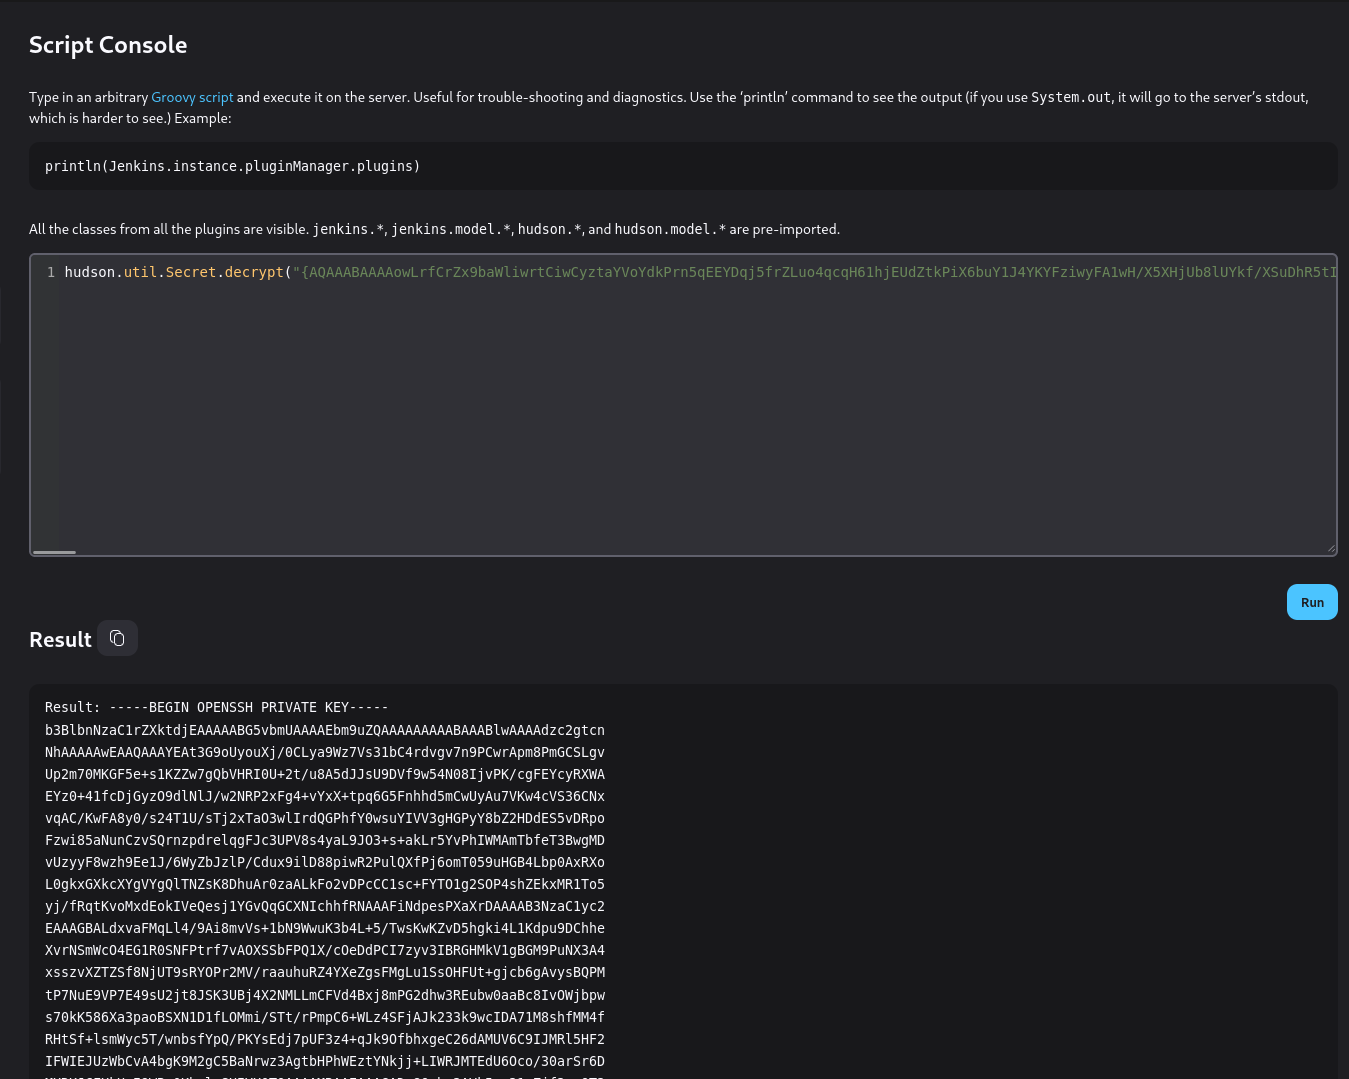 Script Console
Type in an arbitrary Groovy script and execute it on the server. Useful for trouble-shooting and diagnostics. Use the ‘println’ command to see the output (if you use System.out, it will go to the server’s stdout,
which is harder to see.) Example:
println(Jenkins.instance.pluginManager.plugins)
All the classes from all the plugins are visible. jenkins.*, jenkins.model.*, hudson.*, and hudson.model.* are pre-imported.
1 hudson.util.Secret.decrypt("{AQAAABAAAAowLrfCrZx9baWliwrtCiwCyztaYVoYdkPrn5qEEYDqj5frZLuo4qcqH61hjEUdZtkPiX6buY1J4YKYFziwyFA1wH/X5XHjUb8lUYkf/XSuDhR5tI
Run
Result
Result: -----BEGIN OPENSSH PRIVATE KEY-----
b3BlbnNzaC1rZXktdjEAAAAABG5vbmUAAAAEbm9uZQAAAAAAAAABAAABlwAAAAdzc2gtcn
NhAAAAAwEAAQAAAYEAt3G9oUyouXj/0CLya9Wz7Vs31bC4rdvgv7n9PCwrApm8PmGCSLgv
Up2m70MKGF5e+s1KZZw7gQbVHRI0U+2t/u8A5dJJsU9DVf9w54N08IjvPK/cgFEYcyRXWA
EYz0+41fcDjGyzO9dlNlJ/w2NRP2xFg4+vYxX+tpq6G5Fnhhd5mCwUyAu7VKw4cVS36CNx
vqAC/KwFA8y0/s24T1U/sTj2xTaO3wlIrdQGPhfY0wsuYIVV3gHGPyY8bZ2HDdES5vDRpo
Fzwi85aNunCzvSQrnzpdrelqgFJc3UPV8s4yaL9JO3+s+akLr5YvPhIWMAmTbfeT3BwgMD
vUzyyF8wzh9Ee1J/6WyZbJzlP/Cdux9ilD88piwR2PulQXfPj6omT059uHGB4Lbp0AxRXo
L0gkxGXkcXYgVYgQlTNZsK8DhuAr0zaALkFo2vDPcCC1sc+FYTO1g2SOP4shZEkxMR1To5
yj/fRqtKvoMxdEokIVeQesj1YGvQqGCXNIchhfRNAAAFiNdpesPXaXrDAAAAB3NzaC1yc2
EAAAGBALdxvaFMqLl4/9Ai8mvVs+1bN9WwuK3b4L+5/TwsKwKZvD5hgki4L1Kdpu9DChhe
XvrNSmWcO4EG1R0SNFPtrf7vAOXSSbFPQ1X/cOeDdPCI7zyv3IBRGHMkV1gBGM9PuNX3A4
xsszvXZTZSf8NjUT9sRYOPr2MV/raauhuRZ4YXeZgsFMgLu1SsOHFUt+gjcb6gAvysBQPM
tP7NuE9VP7E49sU2jt8JSK3UBj4X2NMLLmCFVd4Bxj8mPG2dhw3REubw0aaBc8IvOWjbpw
s70kK586Xa3paoBSXN1D1fLOMmi/STt/rPmpC6+WLz4SFjAJk233k9wcIDA71M8shfMM4f
RHtSf+lsmWyc5T/wnbsfYpQ/PKYsEdj7pUF3z4+qJk9OfbhxgeC26dAMUV6C9IJMRl5HF2
IFWIEJUzWbCvA4bgK9M2gC5BaNrwz3AgtbHPhWEztYNkjj+LIWRJMTEdU6Oco/30arSr6D